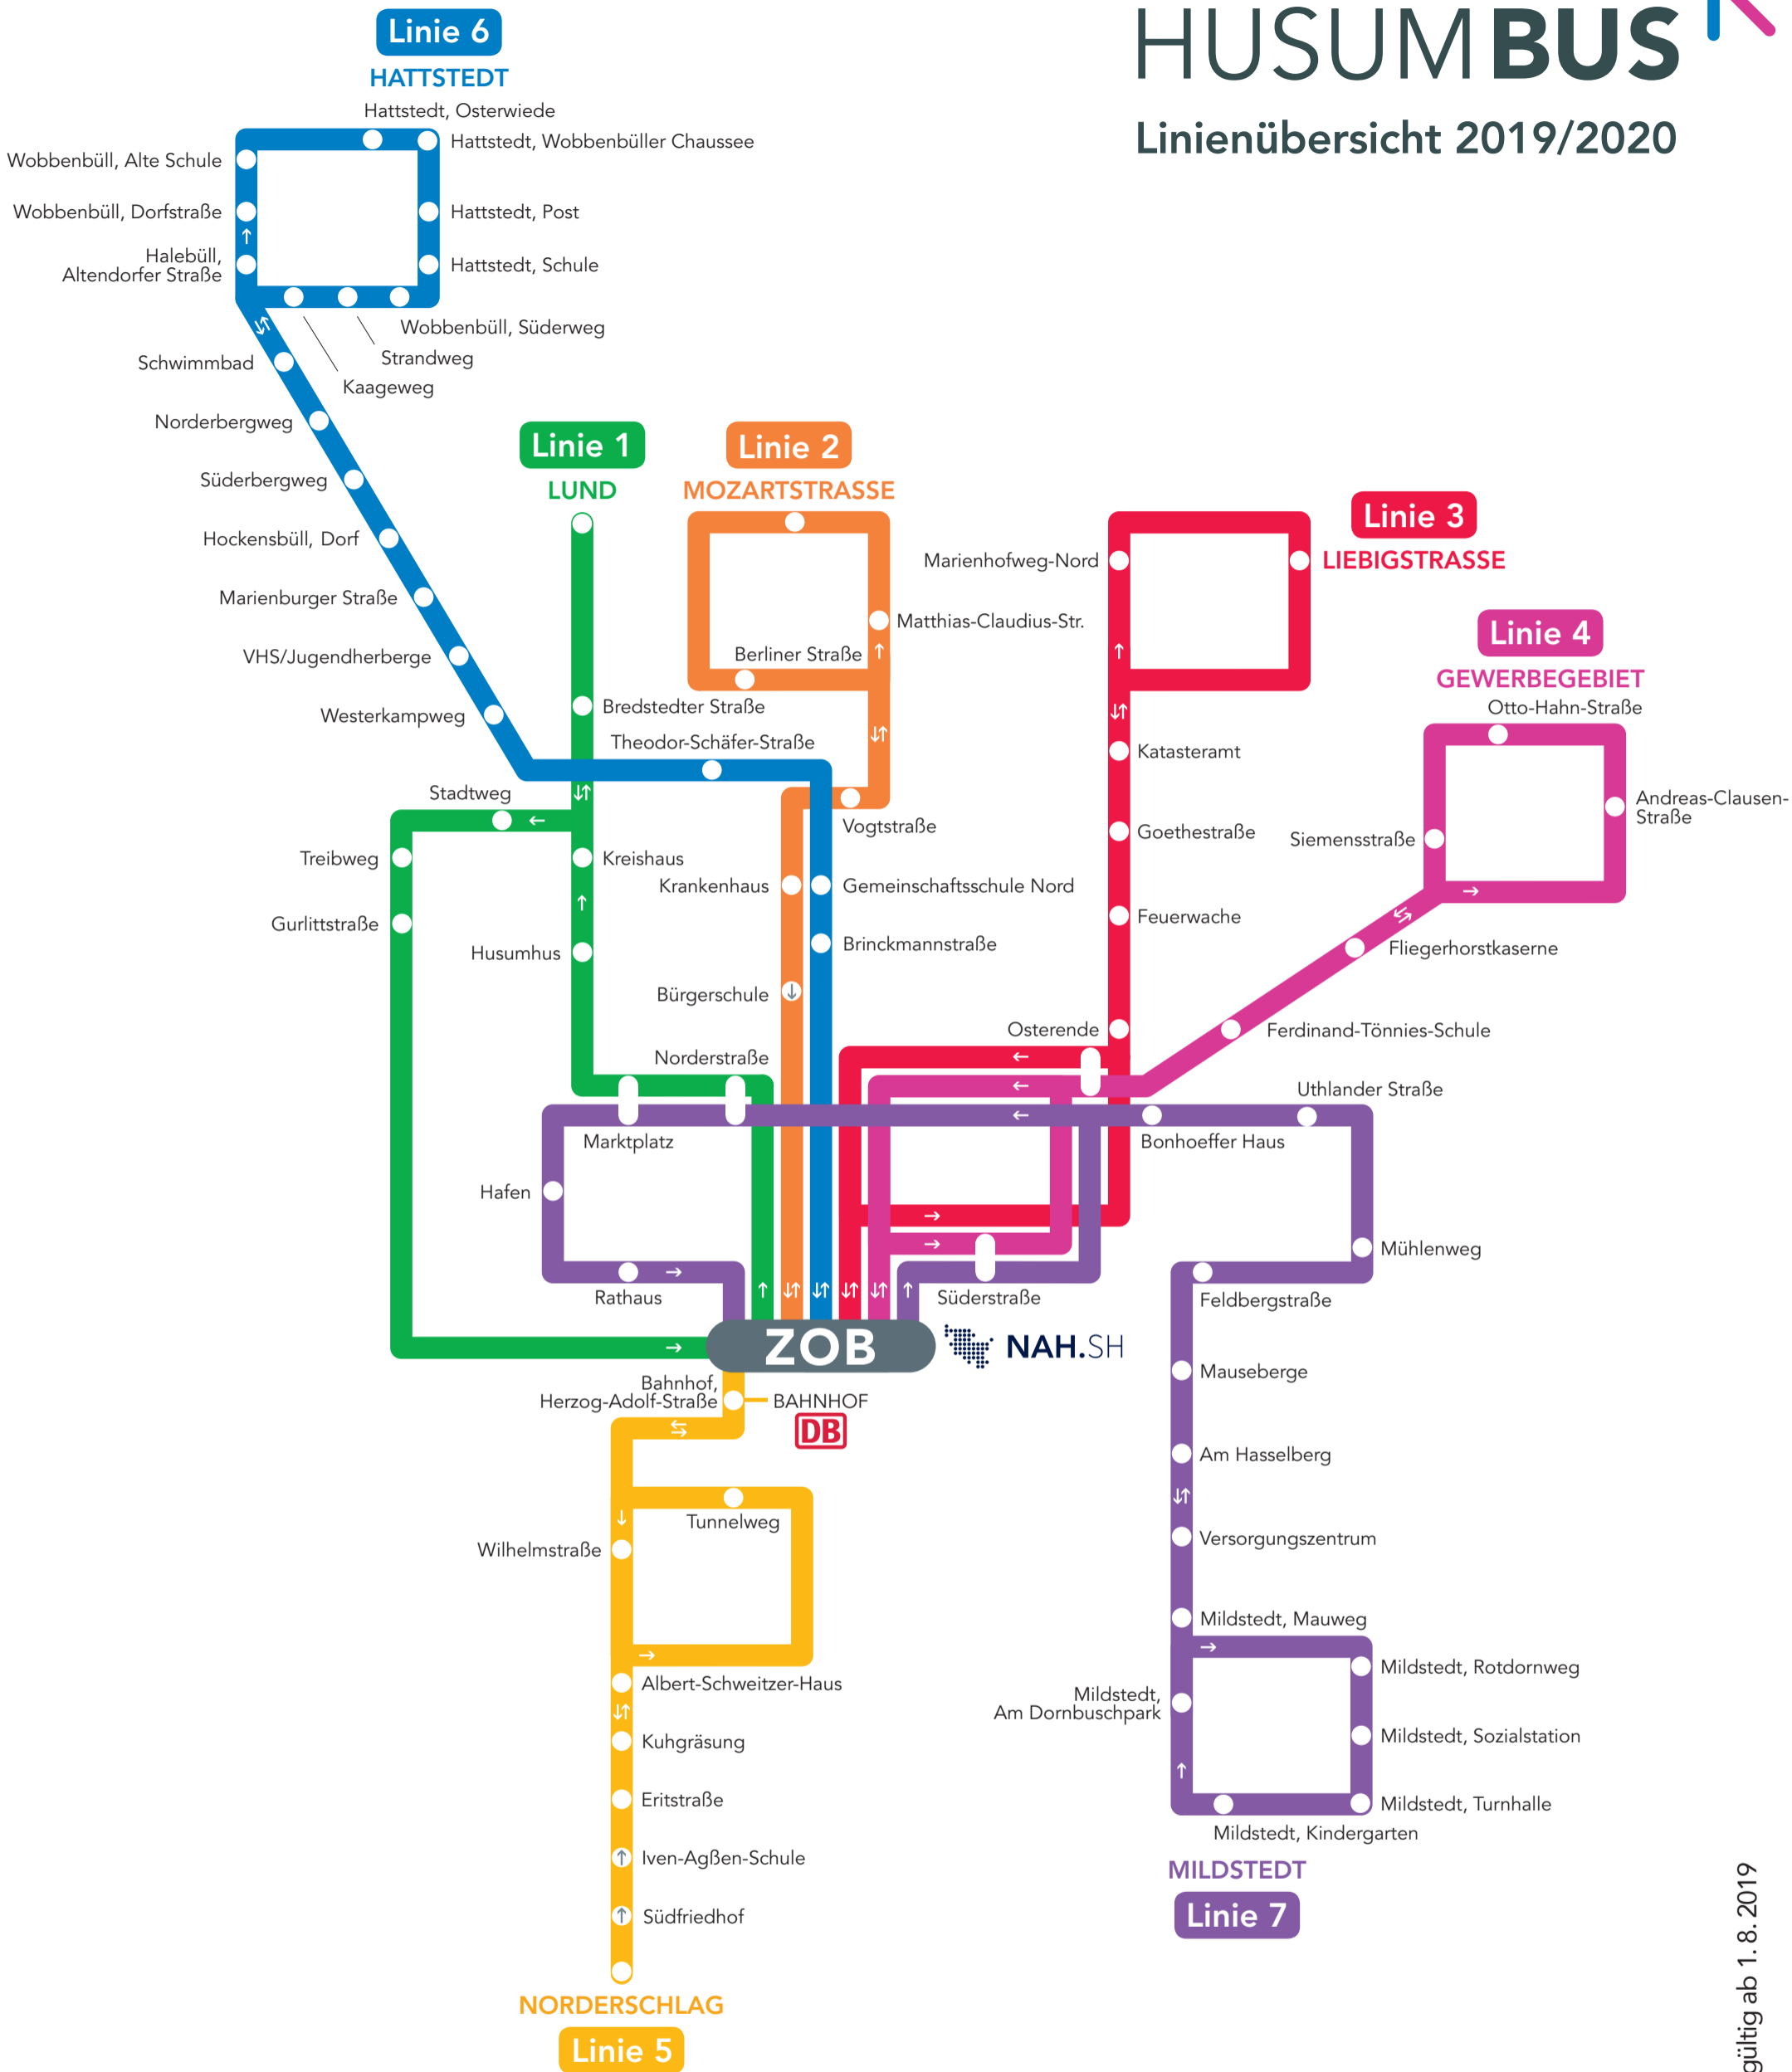 HUSUMBUS
Linienübersicht 2019/2020
Linie 6
HATTSTEDT
Hattstedt, Osterwiede
Hattstedt, Wobbenbüller Chaussee
Wobbenbüll, Alte Schule
Wobbenbüll, Dorfstraße
Hattstedt, Post
Halebüll,
Altendorfer Straße
Hattstedt, Schule
Wobbenbüll, Süderweg
Strandweg
Kaageweg
Schwimmbad
Norderbergweg
Süderbergweg
Hockensbüll, Dorf
Marienburger Straße
VHS/Jugendherberge
Westerkampweg
Theodor-Schäfer-Straße
Gemeinschaftsschule Nord
Brinckmannstraße
Linie 1
LUND
Bredstedter Straße
Stadtweg
Treibweg
Kreishaus
Gurlittstraße
Husumhus
Norderstraße
Marktplatz
Linie 2
MOZARTSTRASSE
Matthias-Claudius-Str.
Berliner Straße
Vogtstraße
Krankenhaus
Bürgerschule
Linie 3
LIEBIGSTRASSE
Marienhofweg-Nord
Katasteramt
Goethestraße
Feuerwache
Osterende
Linie 4
GEWERBEGEBIET
Otto-Hahn-Straße
Andreas-Clausen-
Straße
Siemensstraße
Fliegerhorstkaserne
Ferdinand-Tönnies-Schule
Uthlander Straße
Bonhoeffer Haus
Hafen
Rathaus
Süderstraße
Mühlenweg
Feldbergstraße
ZOB
NAH.SH
Bahnhof,
Herzog-Adolf-Straße
BAHNHOF
DB
Tunnelweg
Wilhelmstraße
Albert-Schweitzer-Haus
Kuhgräsung
Eritstraße
Iven-Agßen-Schule
Südfriedhof
NORDERSCHLAG
Linie 5
Mauseberge
Am Hasselberg
Versorgungszentrum
Mildstedt, Mauweg
Mildstedt, Rotdornweg
Mildstedt,
Am Dornbuschpark
Mildstedt, Sozialstation
Mildstedt, Turnhalle
Mildstedt, Kindergarten
MILDSTEDT
Linie 7
gültig ab 1. 8. 2019